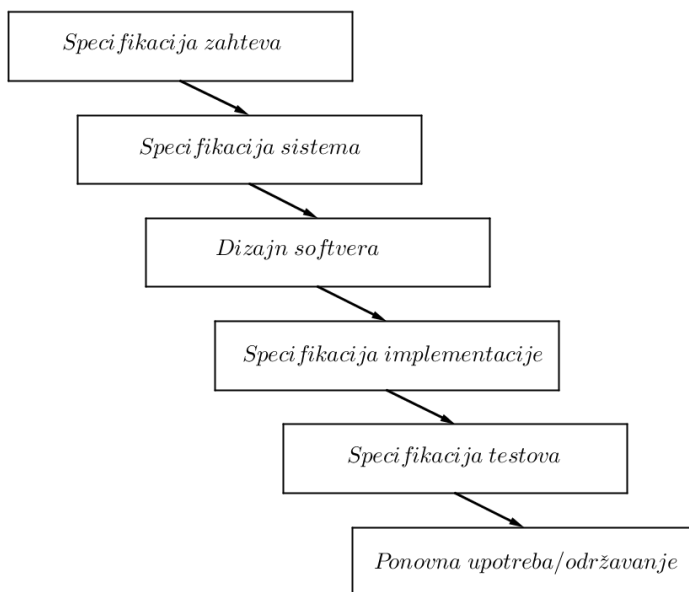 Specifikacija zahteva
Specifikacija sistema
Dizajn softvera
Specifikacija implementacije
Specifikacija testova
Ponovna upotreba/održavanje